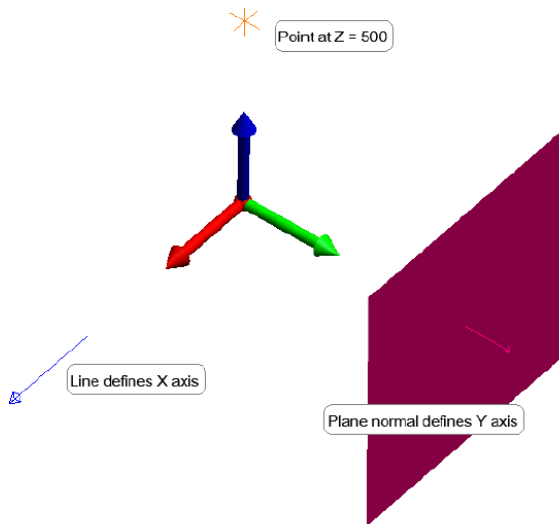 Point at Z = 500
Line defines X axis
Plane normal defines Y axis